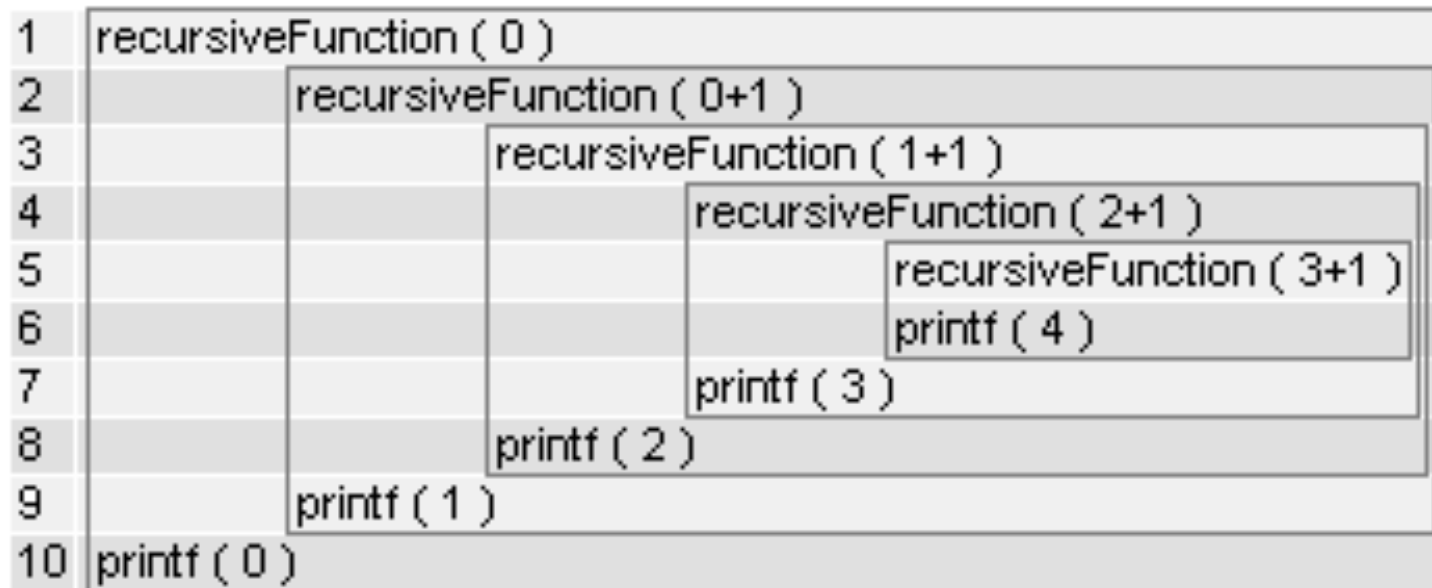 1 recursiveFunction ( 0 )
2 recursiveFunction ( 0+1 )
3 recursiveFunction ( 1+1 )
4 recursiveFunction ( 2+1 )
5 recursiveFunction ( 3+1 )
6 printf ( 4 )
7 printf ( 3 )
8 printf ( 2 )
9 printf ( 1 )
10 printf ( 0 )